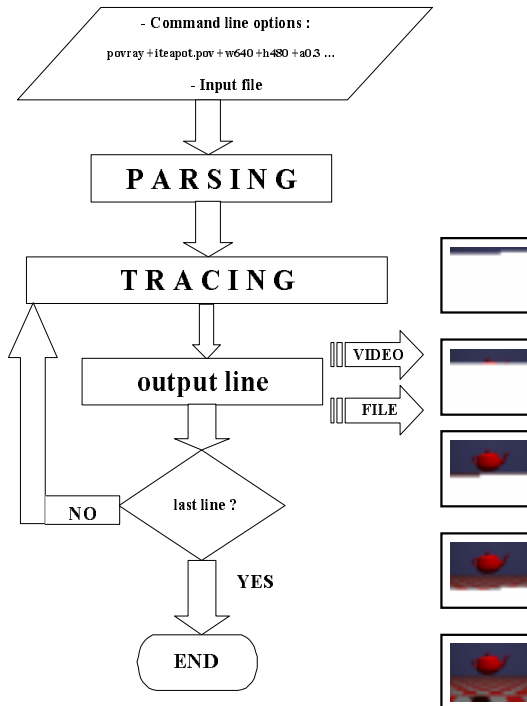 - Command line options :
povray +iteapot.pov +w640 +h480 +a0.3 ...
- Input file
PARSING
TRACING
output line
VIDEO
FILE
last line ?
NO
YES
END